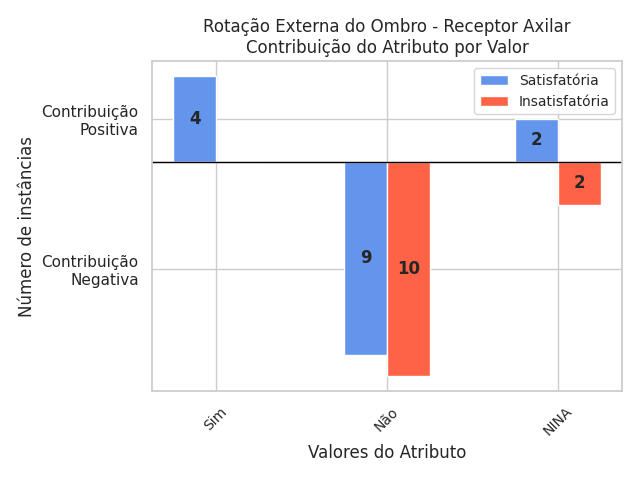 Rotação Externa do Ombro - Receptor Axilar
Contribuição do Atributo por Valor
Satisfatória
Insatisfatória
Contribuição
Positiva
Contribuição
Negativa
Número de instâncias
4
9
10
2
2
Sim
Não
NINA
Valores do Atributo